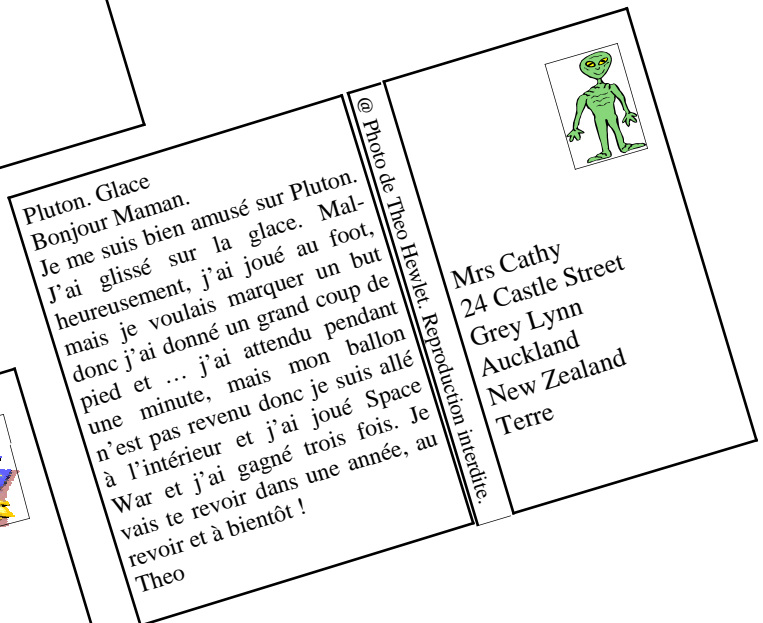 Pluton. Glace
Bonjour Maman.
Je me suis bien amusé sur Pluton.
J'ai glissé sur la glace. Mal-
heureusement, j'ai joué au foot,
mais je voulais marquer un but
donc j'ai donné un grand coup de
pied et … j'ai attendu pendant
une minute, mais mon ballon
n'est pas revenu donc je suis allé
à l'intérieur et j'ai joué Space
War et j'ai gagné trois fois. Je
vais te revoir dans une année, au
revoir et à bientôt !
Theo
@ Photo de Theo Hewlet. Reproduction interdite.
Mrs Cathy
24 Castle Street
Grey Lynn
Auckland
New Zealand
Terre